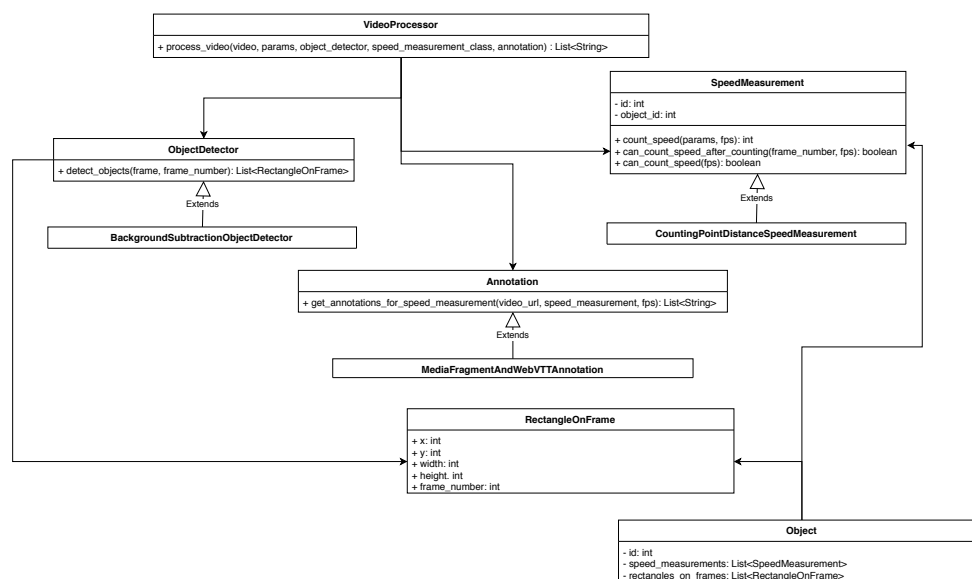 VideoProcessor
+ process_video(video, params, object_detector, speed_measurement_class, annotation) : List<String>
SpeedMeasurement
- id: int
- object_id: int
+ count_speed(params, fps): int
+ can_count_speed_after_counting(frame_number, fps): boolean
+ can_count_speed(fps): boolean
ObjectDetector
+ detect_objects(frame, frame_number): List<RectangleOnFrame>
Extends
Extends
BackgroundSubtractionObjectDetector
CountingPointDistanceSpeedMeasurement
Annotation
+ get_annotations_for_speed_measurement(video_url, speed_measurement, fps): List<String>
Extends
MediaFragmentAndWebVTTAnnotation
RectangleOnFrame
+ x: int
+ y: int
+ width: int
+ height. int
+ frame_number: int
Object
- id: int
- speed_measurements: List<SpeedMeasurement>
- rectangles_on_frames: List<RectangleOnFrame>